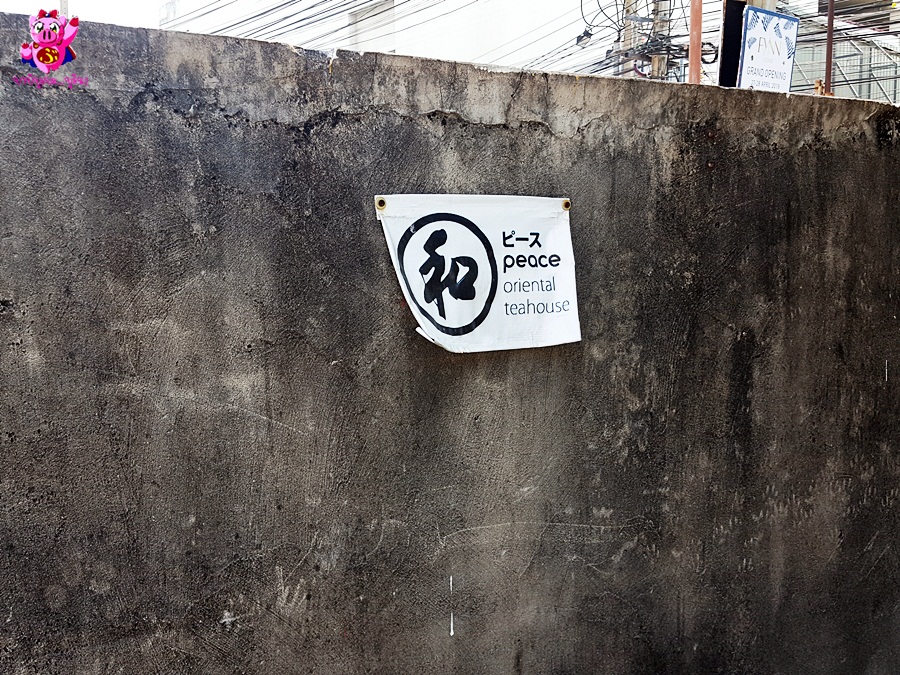 GRAND OPENING
和
ピース
peace
oriental
teahouse